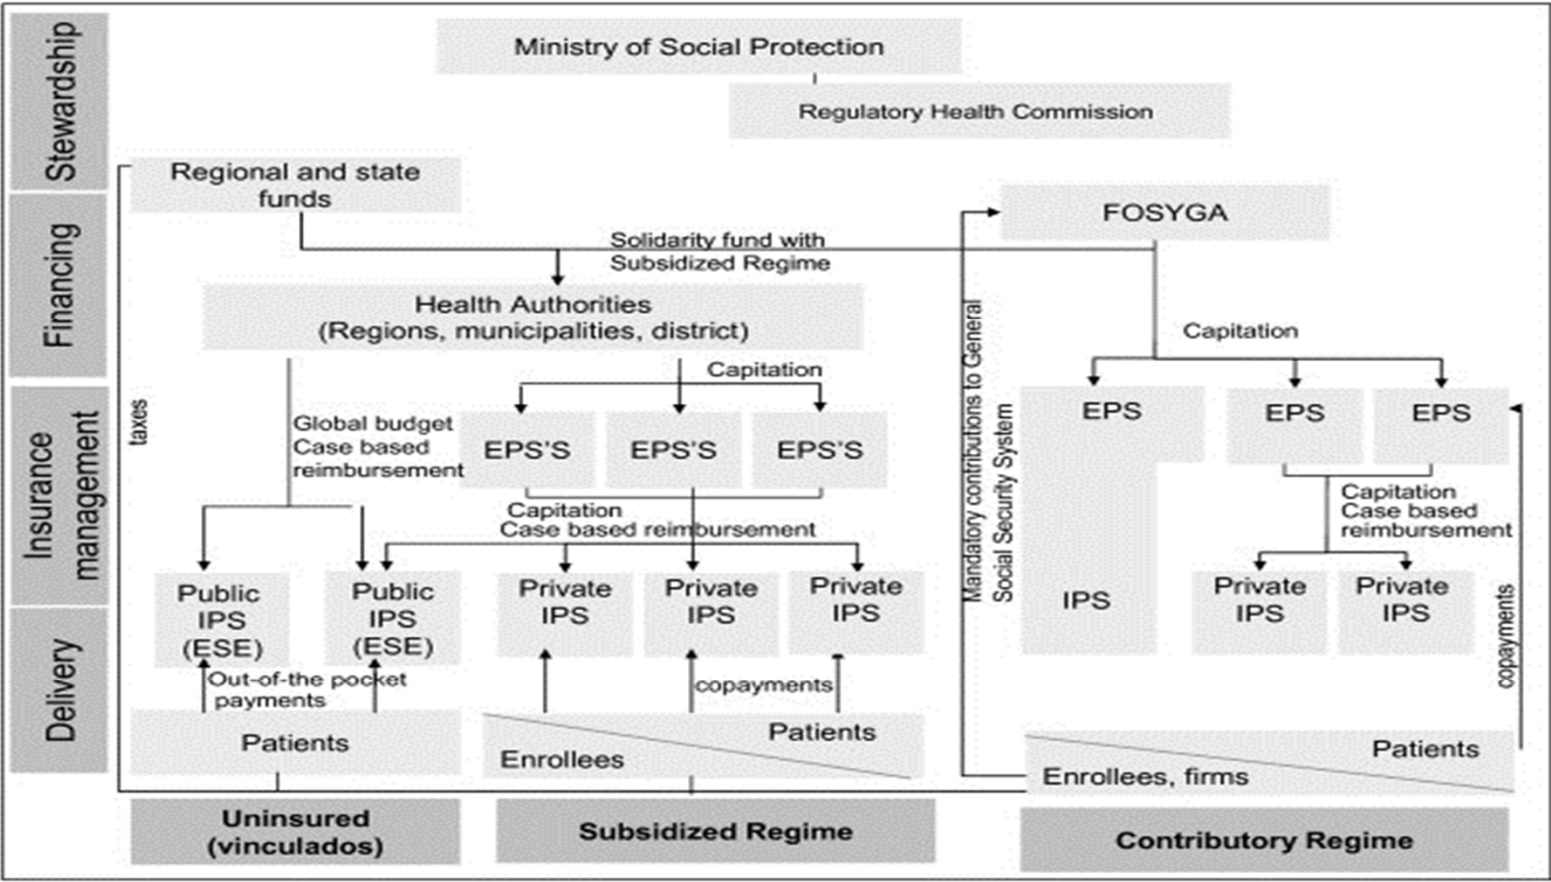 Stewardship
Ministry of Social Protection
Regulatory Health Commission
Regional and state
funds
Financing
FOSYGA
Solidarity fund with
Subsidized Regime
Health Authorities
(Regions, municipalities, district)
Capitation
Capitation
taxes
Mandatory contributions to General
Social Security System
Insurance
management
Global budget
Case based
reimbursement
EPS'S
EPS'S
EPS'S
EPS
EPS
EPS
Capitation
Case based reimbursement
Capitation
Case based
reimbursement
Public
IPS
(ESE)
Public
IPS
(ESE)
Private
IPS
Private
IPS
Private
IPS
IPS
Private
IPS
Private
IPS
copayments
Delivery
Out-of-the pocket
payments
copayments
Patients
Enrollees
Patients
Enrollees, firms
Patients
Uninsured
(vinculados)
Subsidized Regime
Contributory Regime